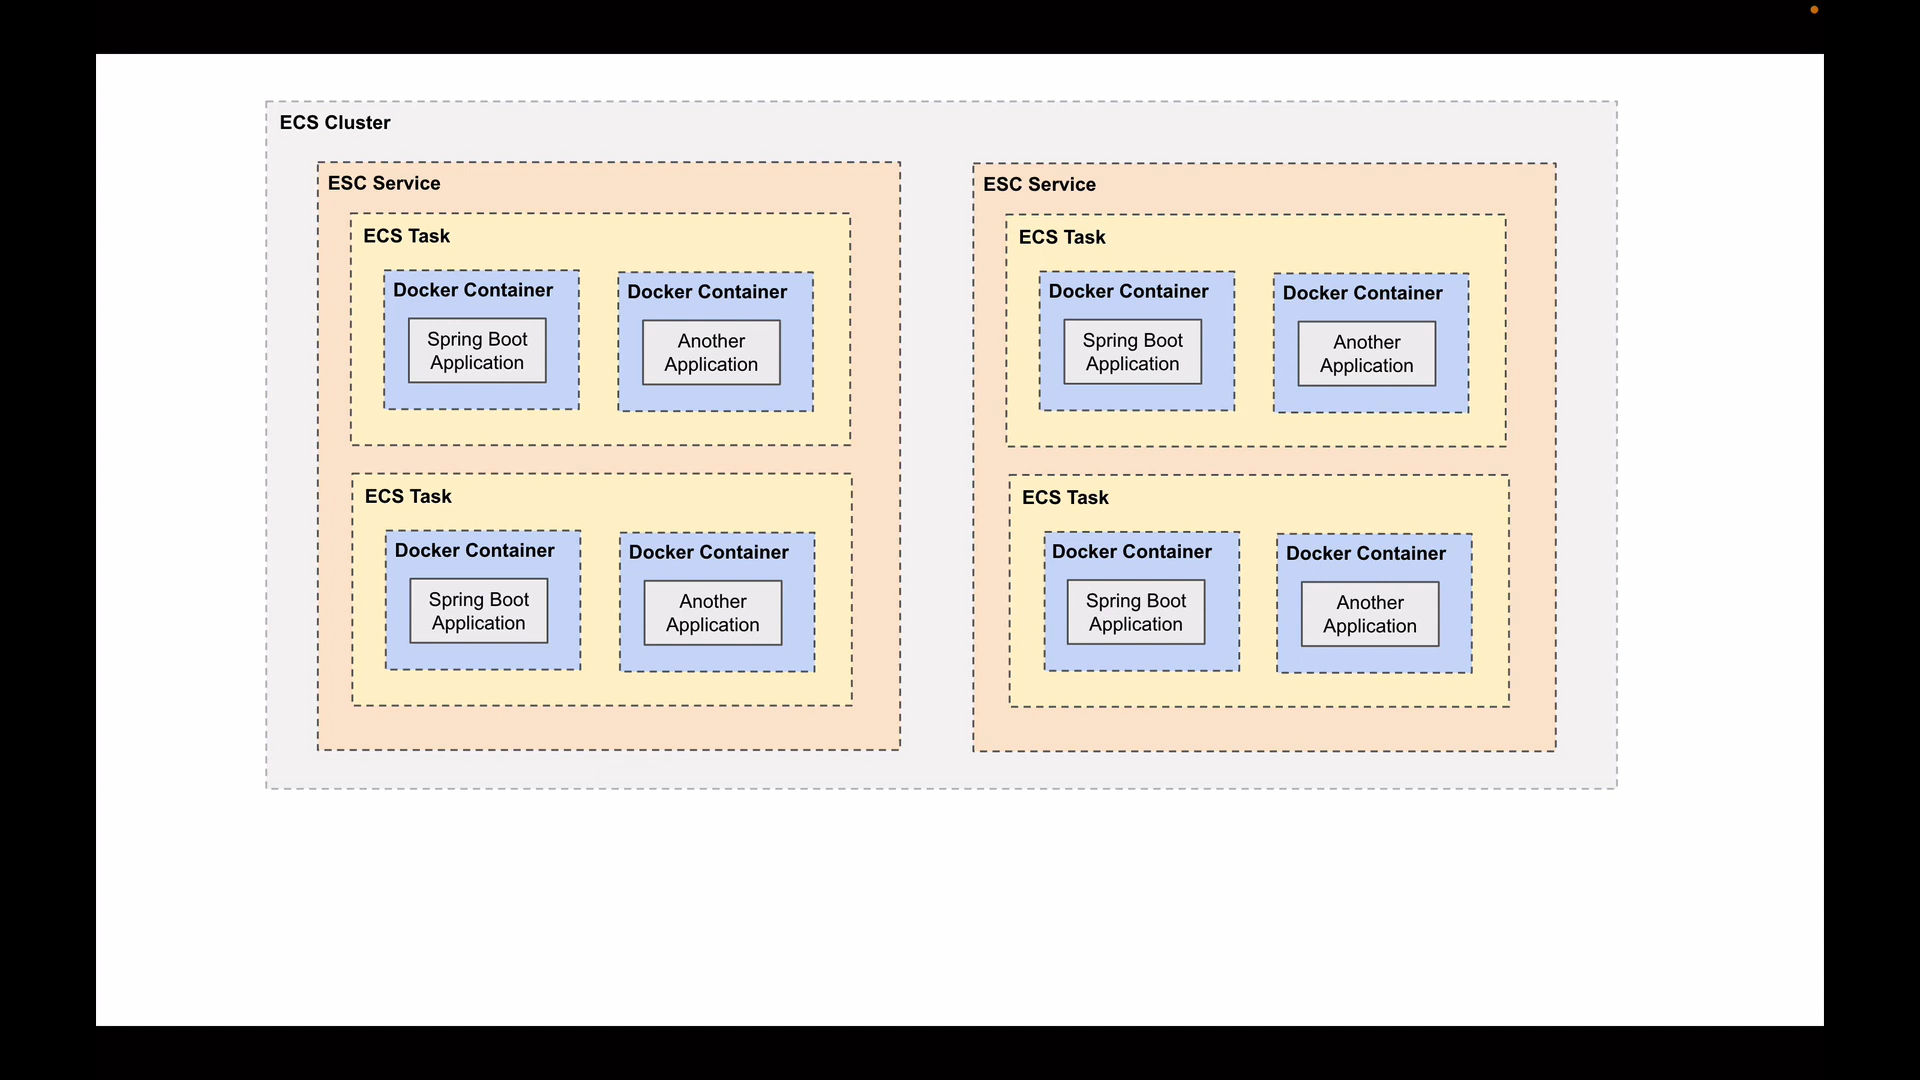 ECS Cluster
ESC Service
ECS Task
Docker Container
Spring Boot
Application
Docker Container
Another
Application
ECS Task
Docker Container
Spring Boot
Application
Docker Container
Another
Application
ESC Service
ECS Task
Docker Container
Spring Boot
Application
Docker Container
Another
Application
ECS Task
Docker Container
Spring Boot
Application
Docker Container
Another
Application